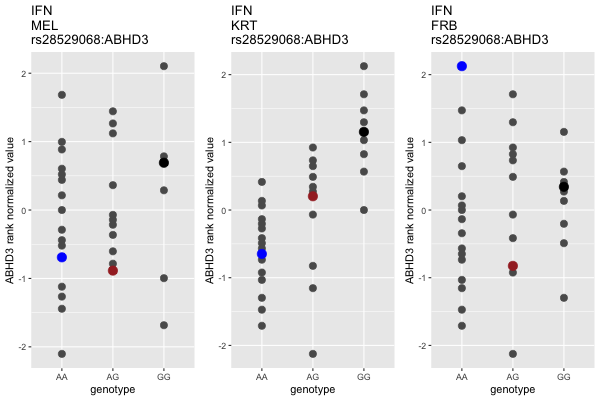 IFN
MEL
rs28529068:ABHD3
ABHD3 rank normalized value
2
1
0
-1
-2
AA
AG
GG
genotype
IFN
KRT
rs28529068:ABHD3
ABHD3 rank normalized value
2
1
0
-1
-2
AA
AG
GG
genotype
IFN
FRB
rs28529068:ABHD3
ABHD3 rank normalized value
2
1
0
-1
-2
AA
AG
GG
genotype